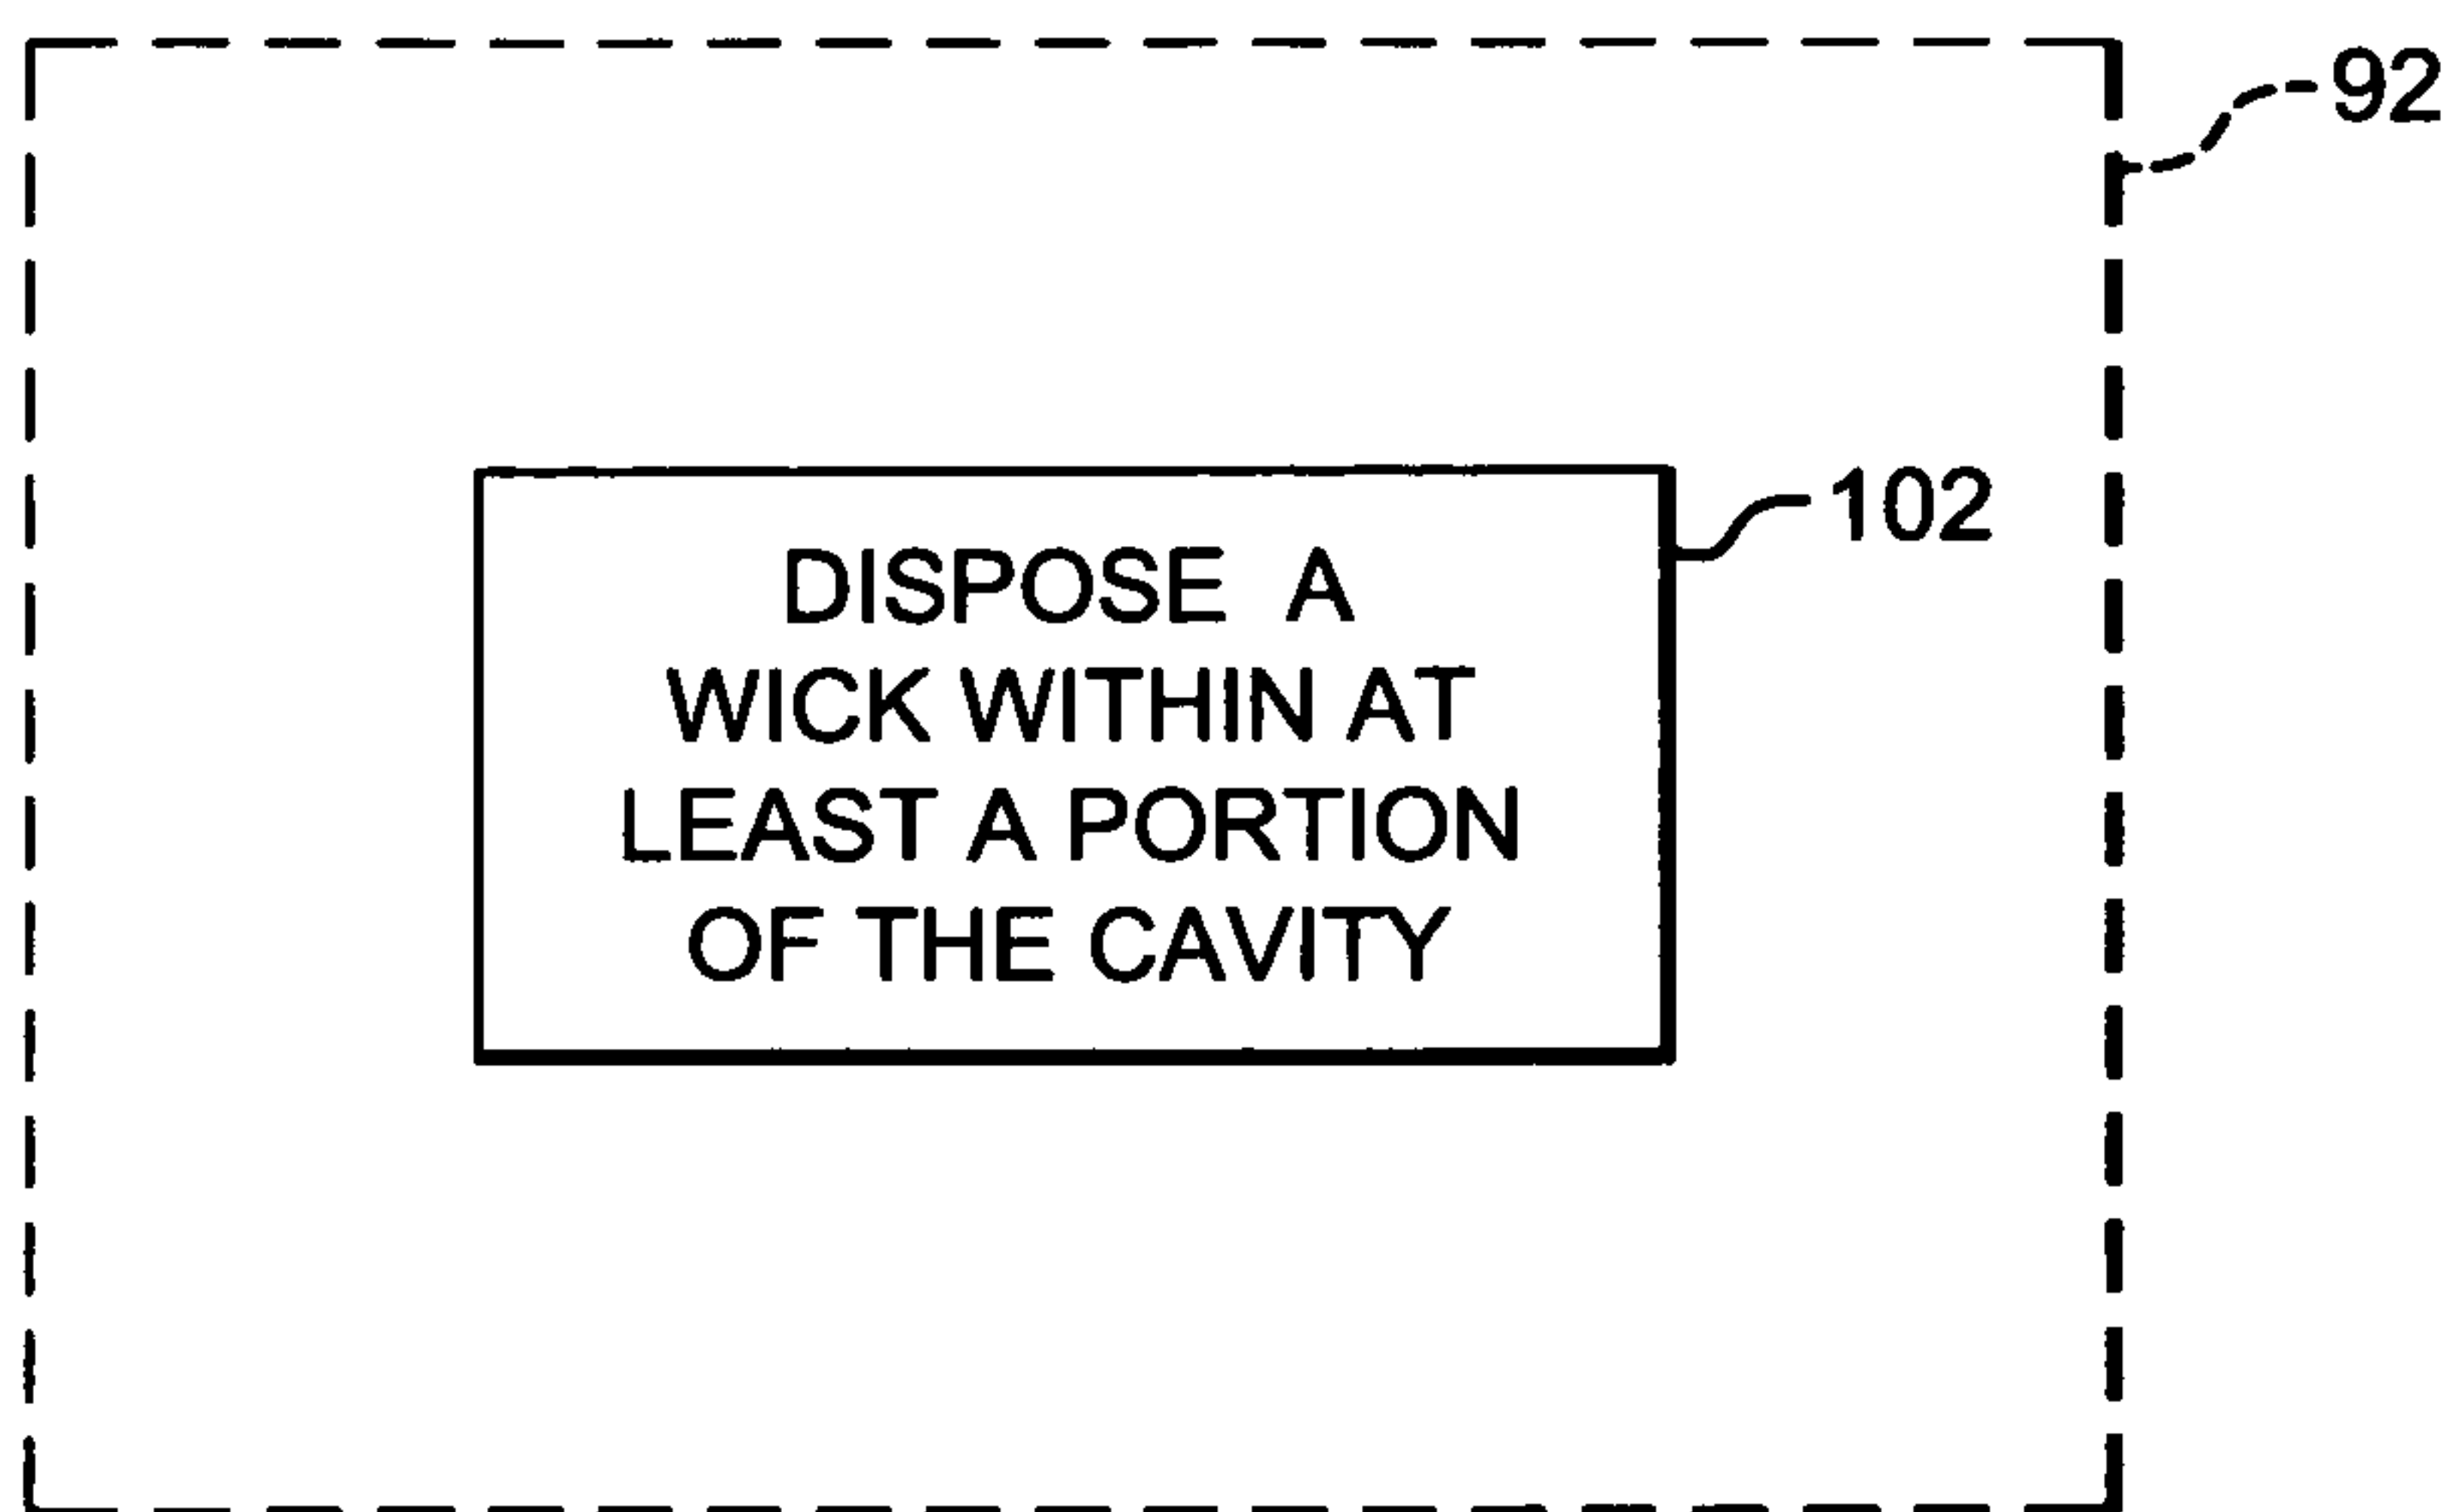 92
102
DISPOSE A
WICK WITHIN AT
LEAST A PORTION
OF THE CAVITY